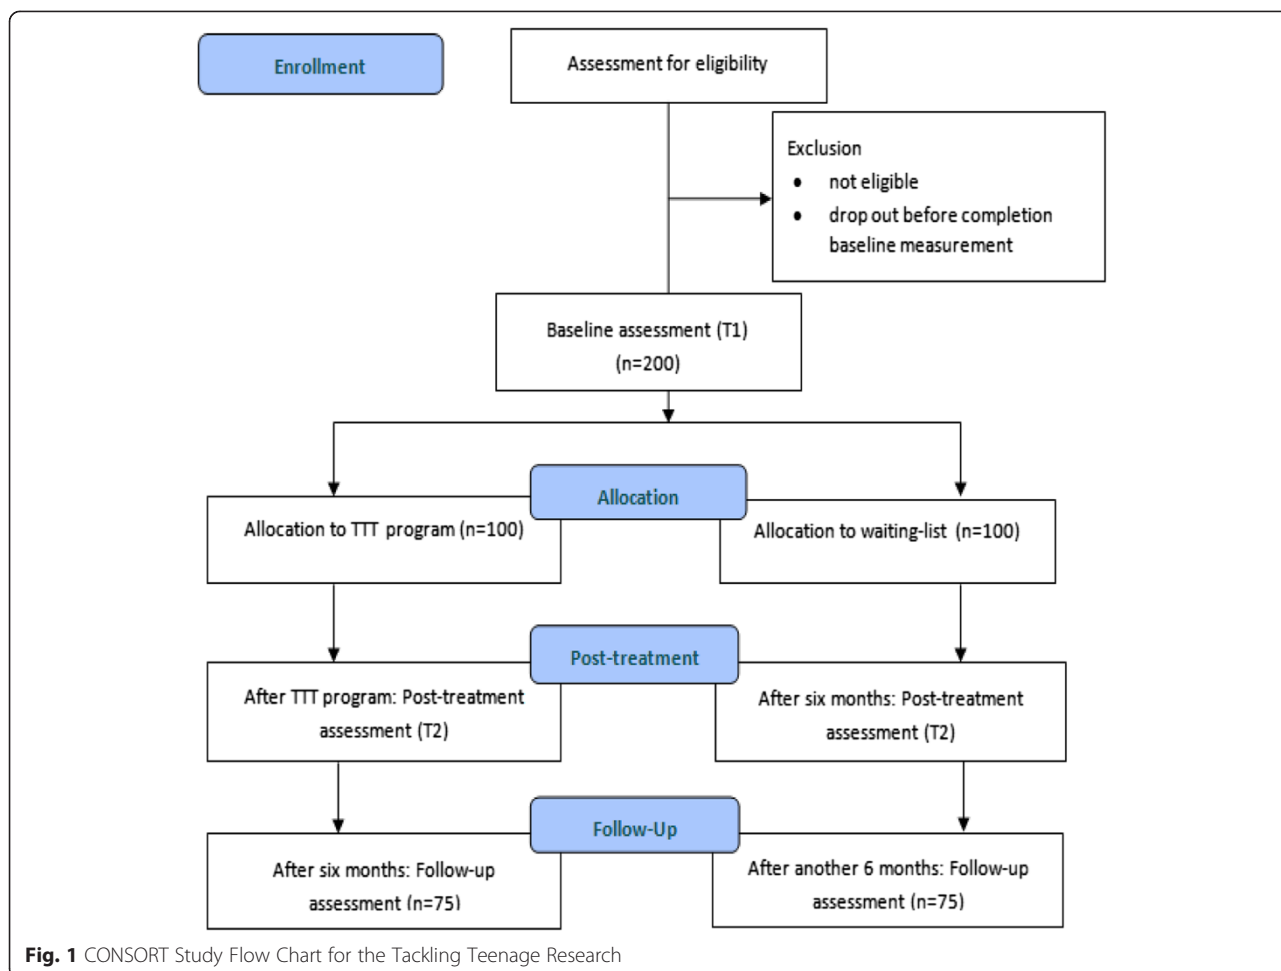 Enrollment
Assessment for eligibility
Exclusion
• not eligible
• drop out before completion
baseline measurement
Baseline assessment (T1)
(n=200)
Allocation
Allocation to TTT program (n=100)
Allocation to waiting-list (n=100)
Post-treatment
After TTT program: Post-treatment
assessment (T2)
After six months: Post-treatment
assessment (T2)
Follow-Up
After six months: Follow-up
assessment (n=75)
After another 6 months: Follow-up
assessment (n=75)
Fig. 1 CONSORT Study Flow Chart for the Tackling Teenage Research